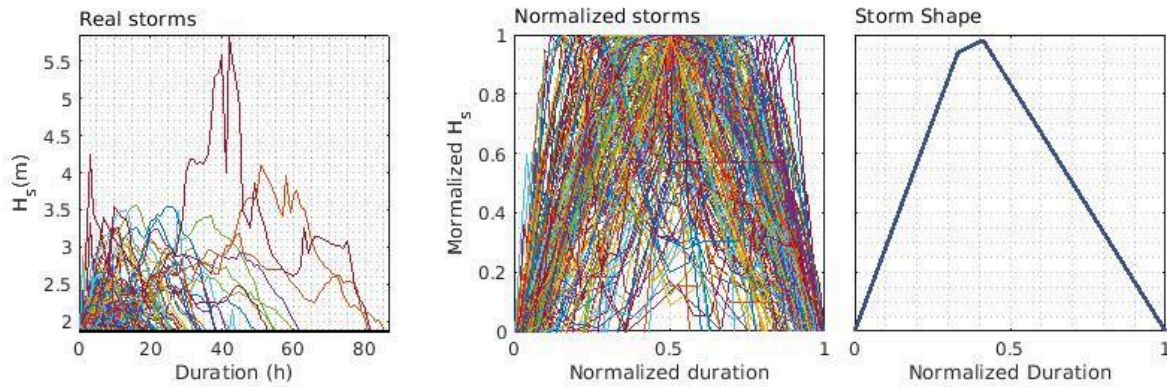 Real storms
5.5
5
4.5
4
3.5
3
2.5
2
H_s(m)
0 20 40 60 80
Duration (h)
Normalized storms
1
0.8
0.6
0.4
0.2
0
Mormalized H_s
0 0.5 1
Normalized duration
Storm Shape
0 0.5 1
Normalized Duration